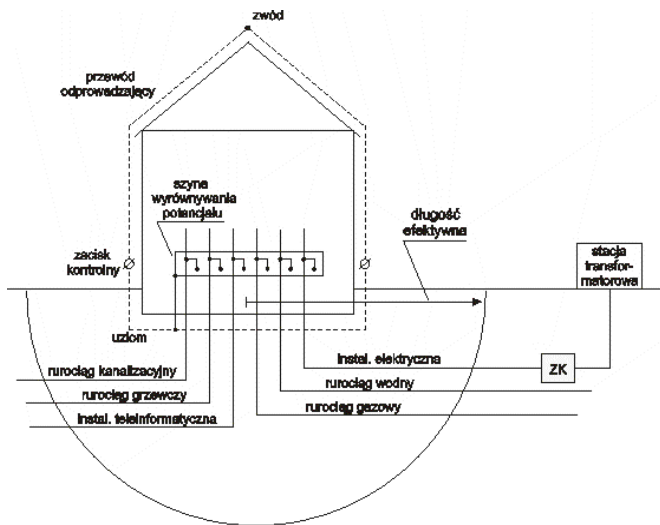 zwód
przewód
odprowadzający
szyna
wyrównywania
potencjału
długość
efektywna
zacisk
kontrolny
stacja
transfor-
matorowa
uziom
rurociąg kanalizacyjny
instal. elektryczna
ZK
rurociąg grzewczy
rurociąg wodny
instal. teleinformatyczna
rurociąg gazowy